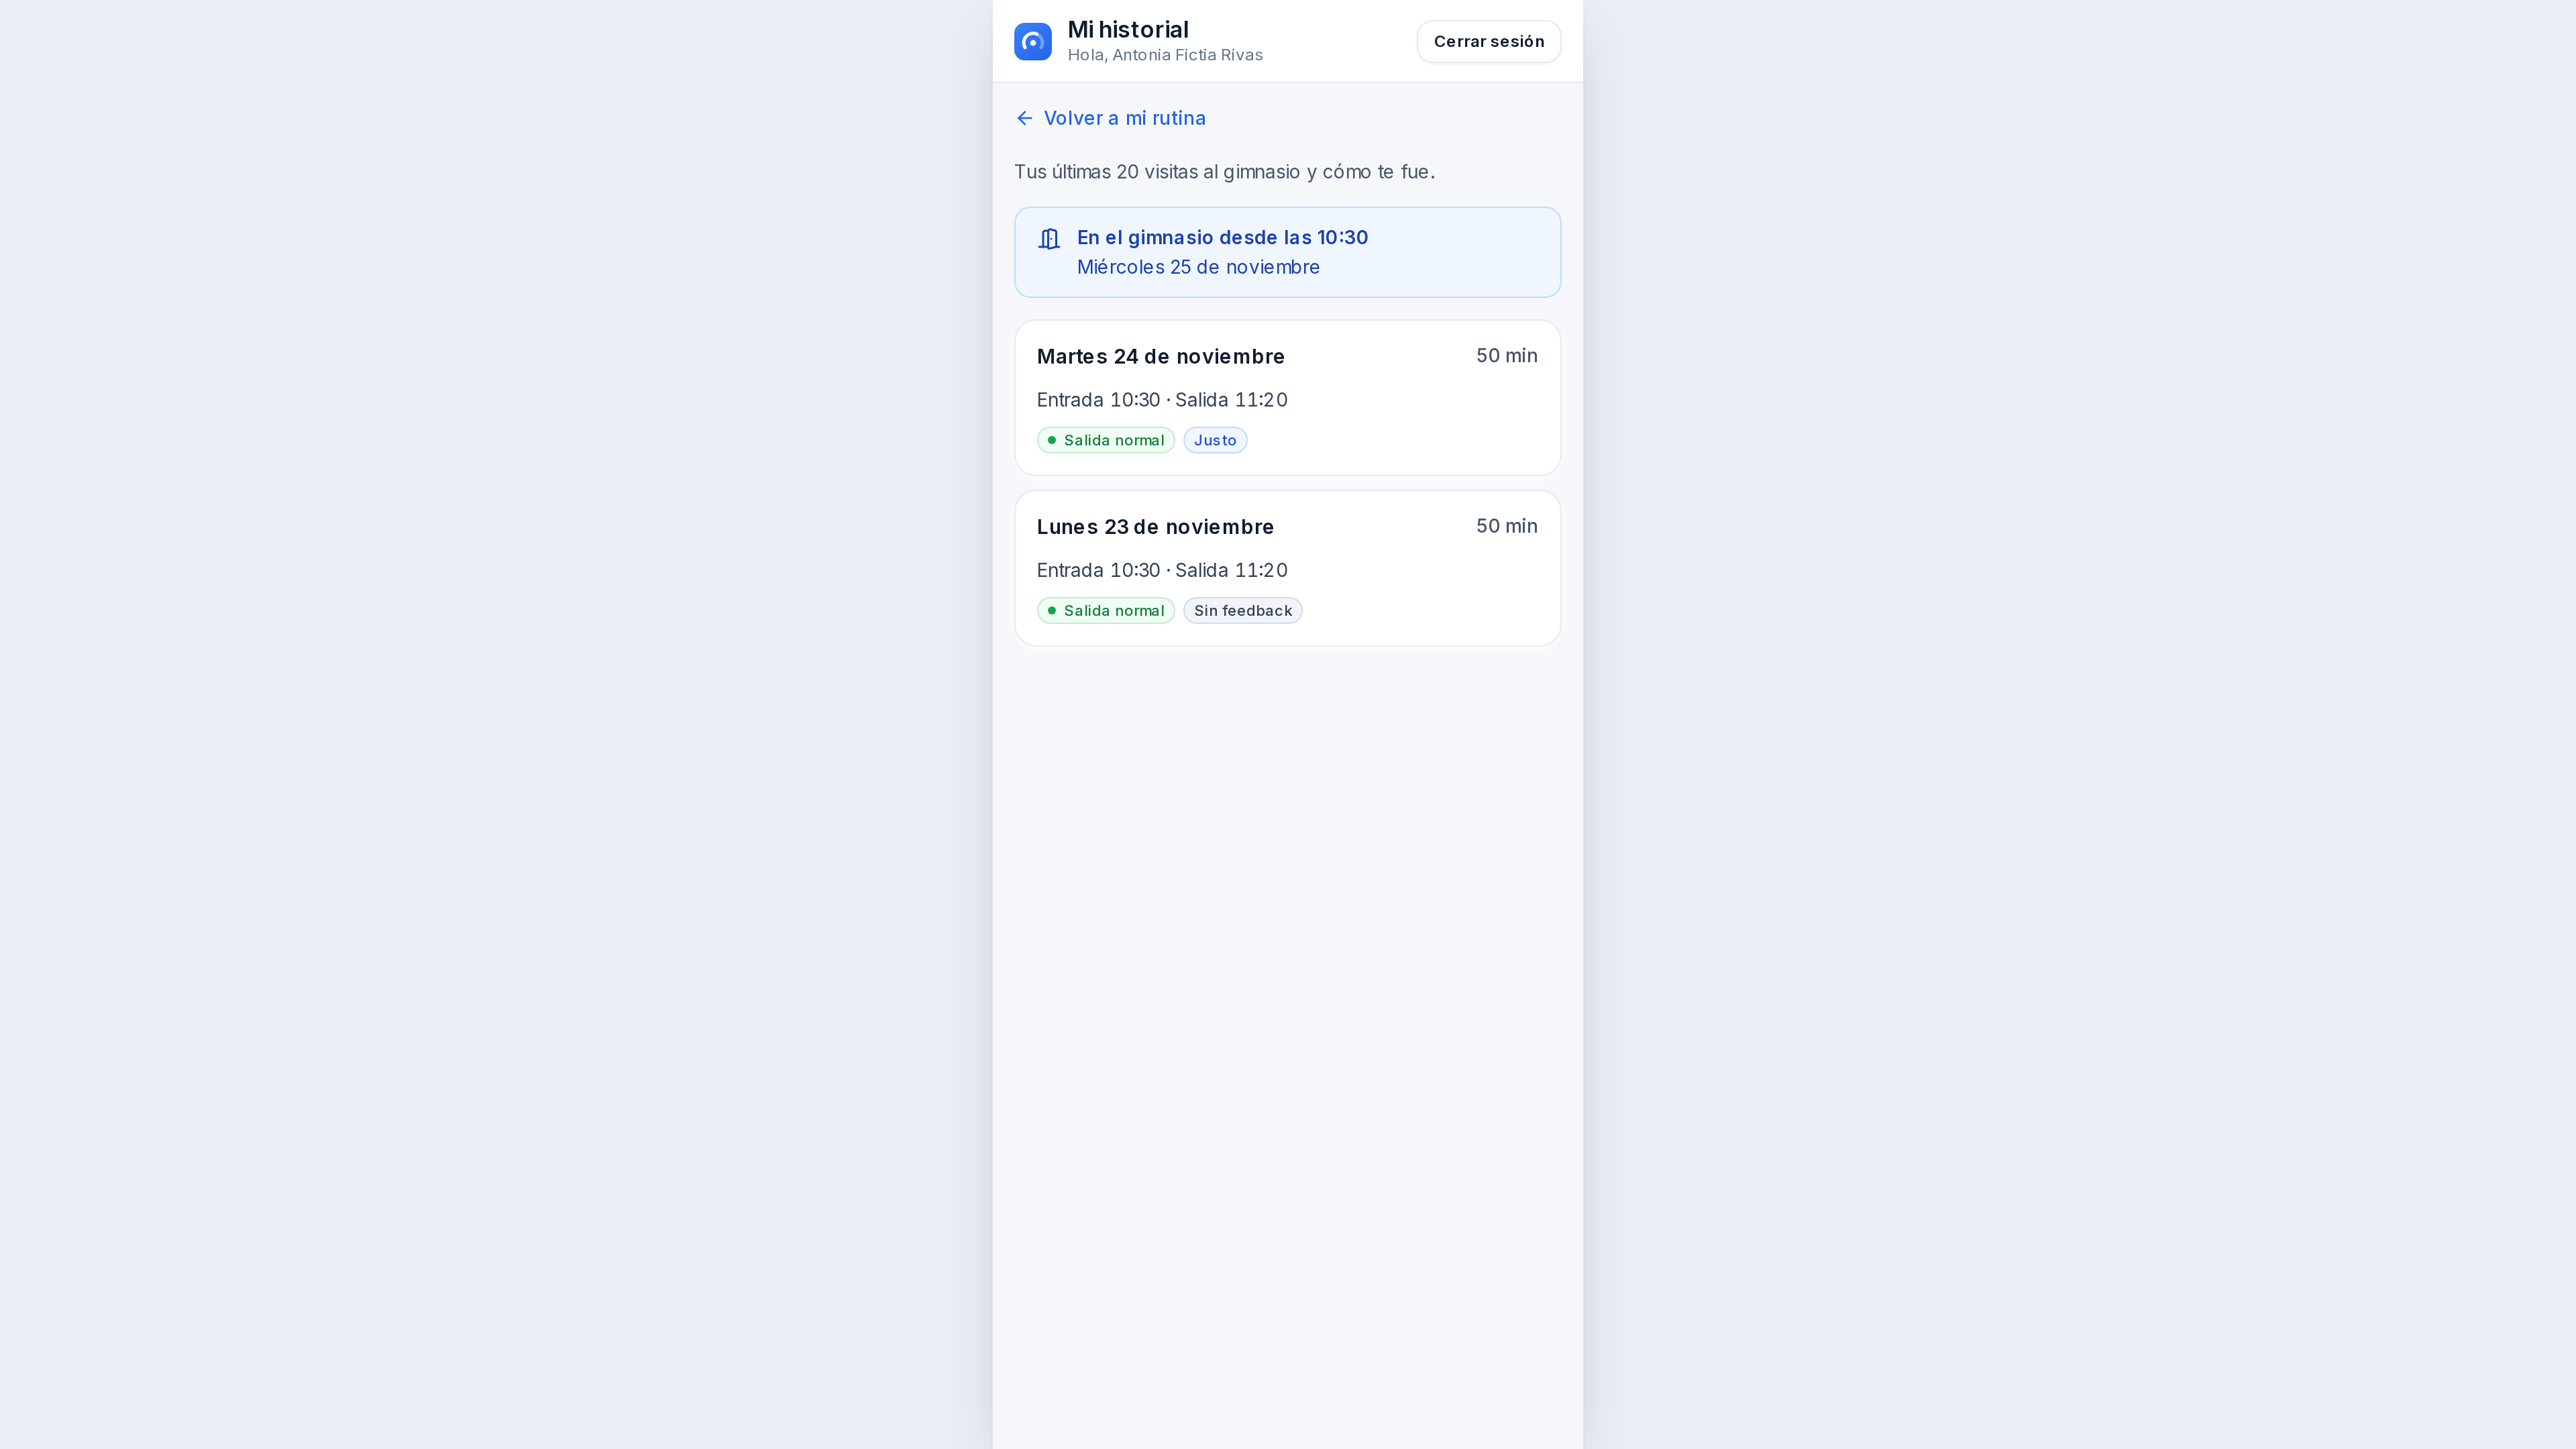 Mi historial
Hola, Antonia Fictia Rivas
Cerrar sesión
Volver a mi rutina
Tus últimas 20 visitas al gimnasio y cómo te fue.
En el gimnasio desde las 10:30
Miércoles 25 de noviembre
Martes 24 de noviembre
50 min
Entrada 10:30 · Salida 11:20
Salida normal
Justo
Lunes 23 de noviembre
50 min
Entrada 10:30 · Salida 11:20
Salida normal
Sin feedback